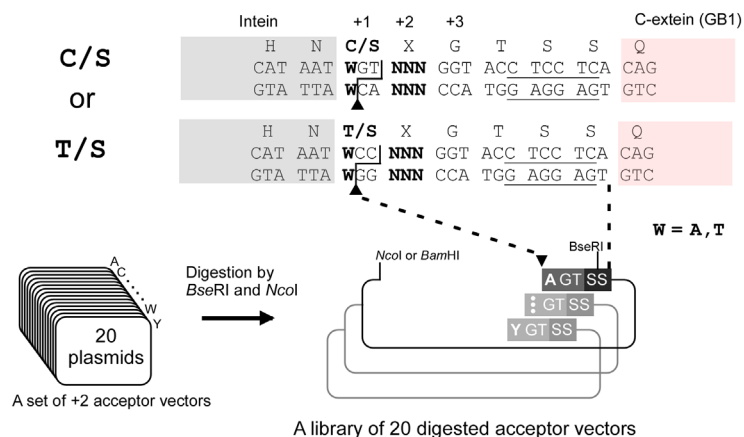 Intein +1 +2 +3 C-extein (GB1)
C/S
or
T/S
H N C/S X G T S S Q
CAT AAT WGT NNN GGT ACC TCC TCA CAG
GTA TTA WCA NNN CCA TGG AGG AGT GTC
H N T/S X G T S S Q
CAT AAT WCC NNN GGT ACC TCC TCA CAG
GTA TTA WGG NNN CCA TGG AGG AGT GTC
W = A,T
A
C
W
Y
20
plasmids
A set of +2 acceptor vectors
Digestion by
BseRI and NcoI
NcoI or BamHI
BseRI
A GT SS
GT SS
Y GT SS
A library of 20 digested acceptor vectors